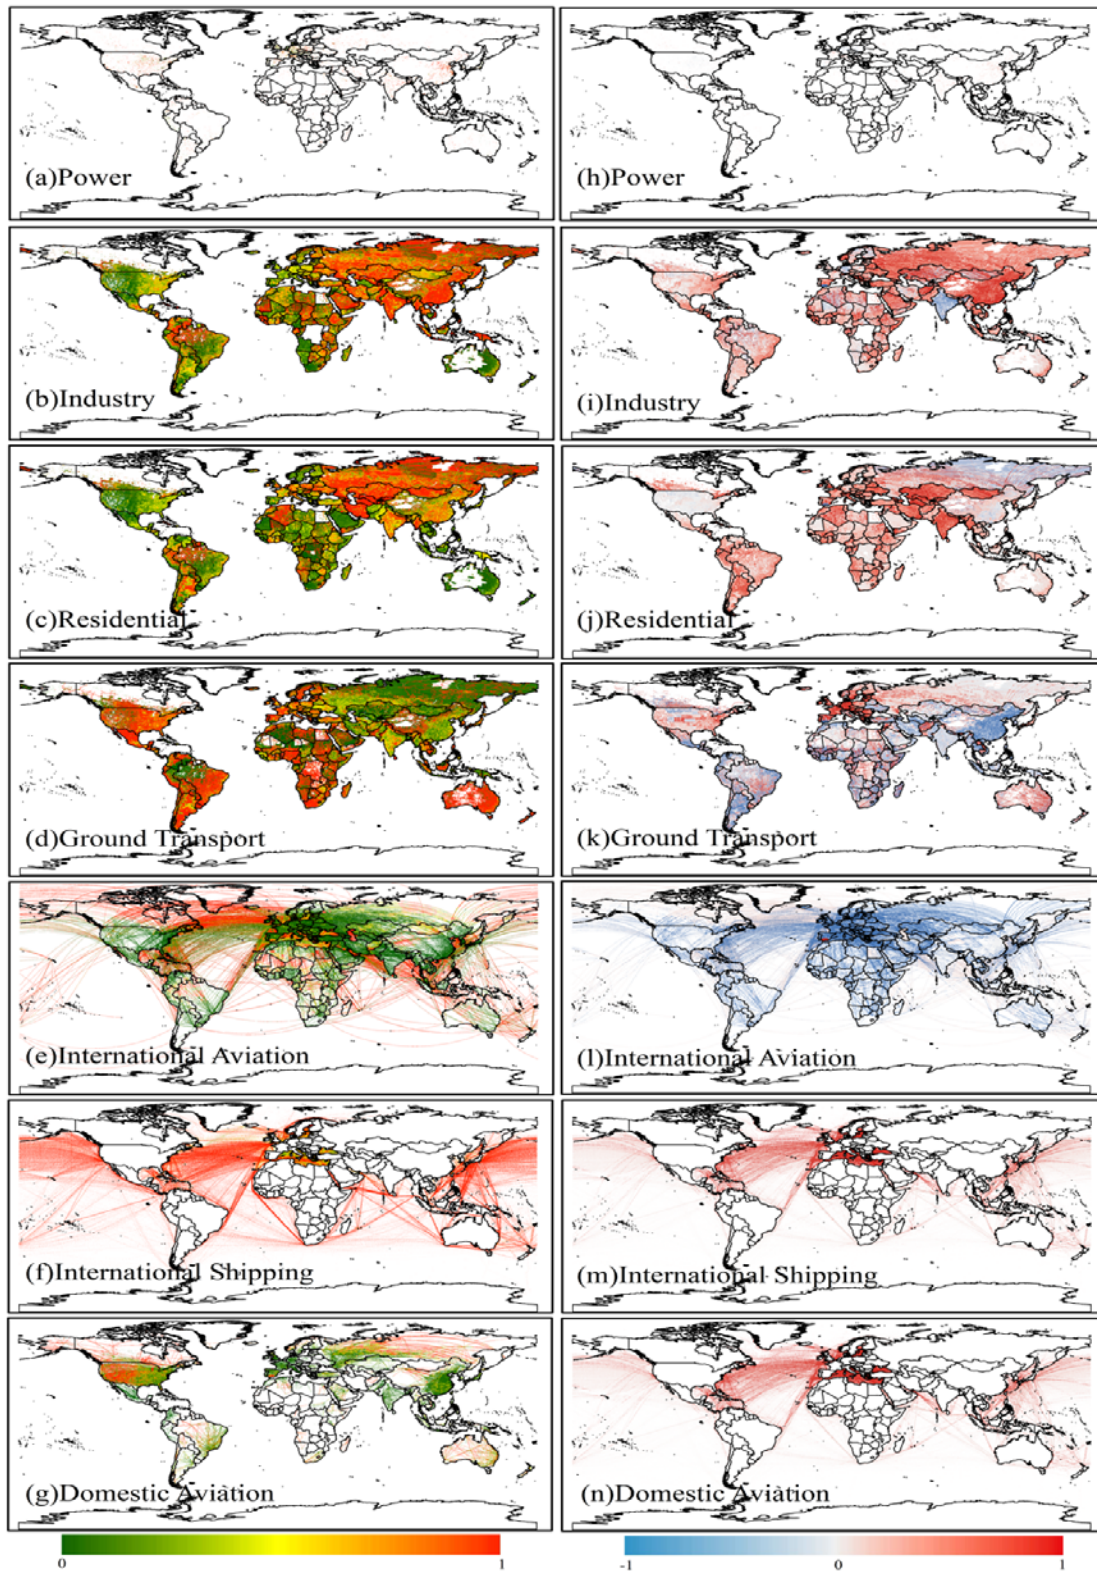 (a)Power
(h)Power
(b)Industry
(i)Industry
(c)Residential
(j)Residential
(d)Ground Transport
(k)Ground Transport
(e)International Aviation
(l)International Aviation
(f)International Shipping
(m)International Shipping
(g)Domestic Aviation
(n)Domestic Aviation
0 1
-1 0 1